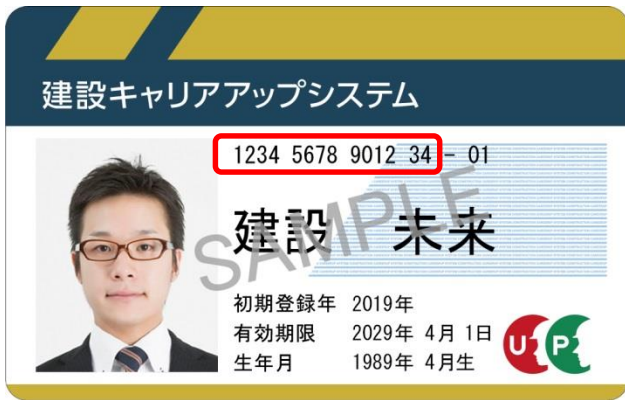 建設キャリアアップシステム
1234 5678 9012 34 - 01
建設 未来
SAMPLE
初期登録年 2019年
有効期限 2029年 4月 1日
生年月 1989年 4月生
UP